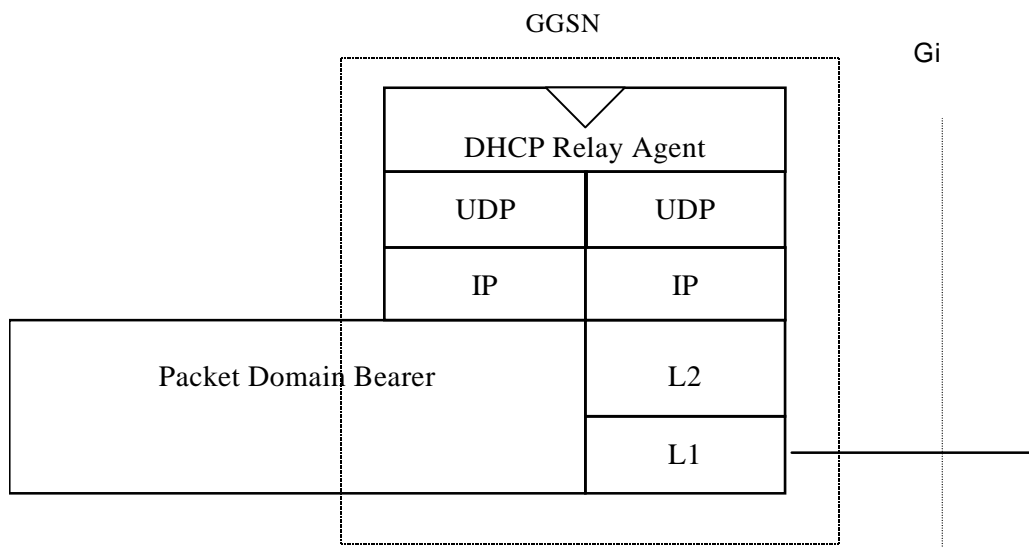 GGSN
Gi
DHCP Relay Agent
UDP UDP
IP IP
Packet Domain Bearer L2
L1